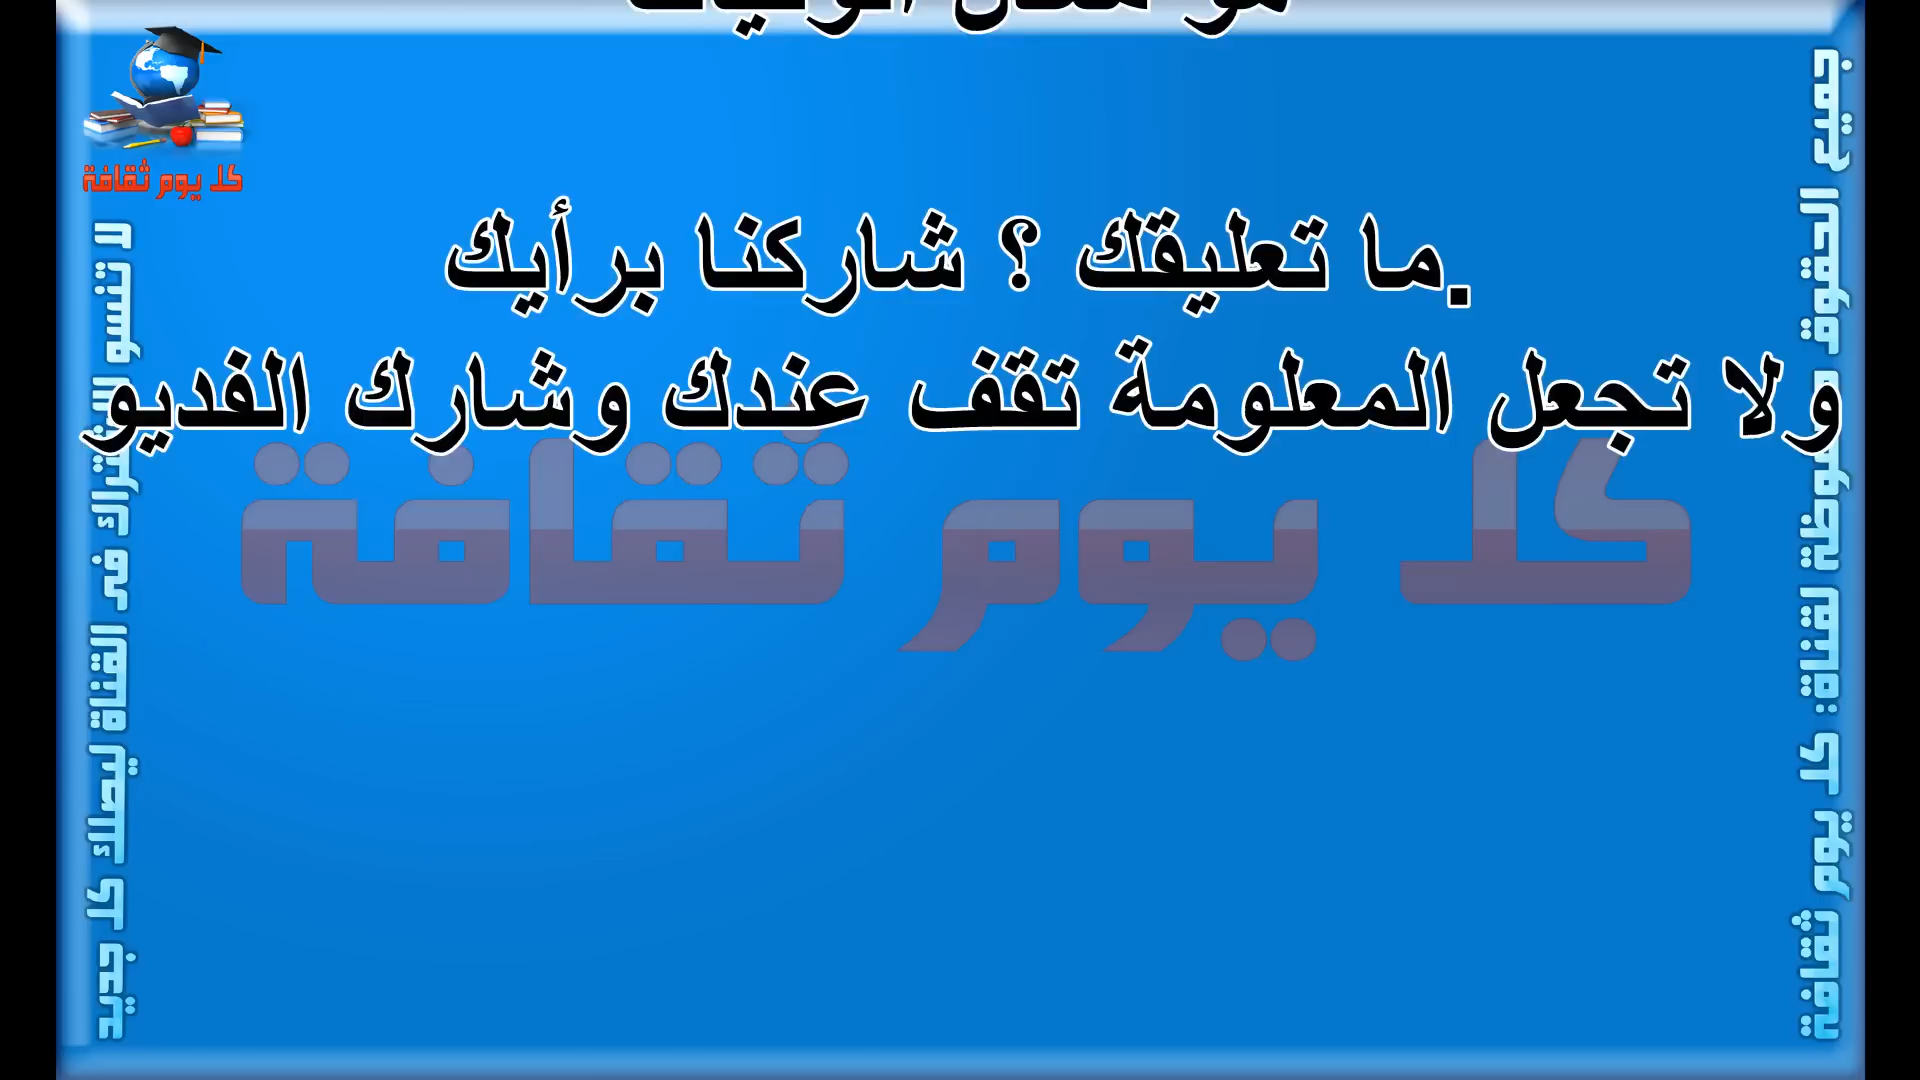 ما تعليقك ؟ شاركنا برأيك.
ولا تجعل المعلومة تقف عندك وشارك الفديو
كل يوم ثقافة
كل يوم ثقافة
جميع الحقوق محفوظة لقناة: كل يوم ثقافة
لا تنسو الاشتراك فى القناة ليصلك كل جديد